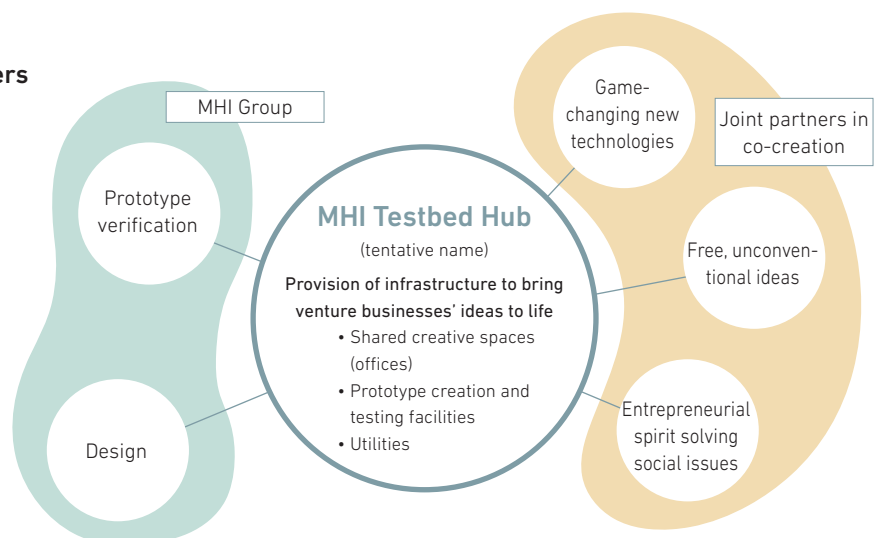 ers
MHI Group
Prototype
verification
Design
MHI Testbed Hub
(tentative name)
Provision of infrastructure to bring
venture businesses' ideas to life
• Shared creative spaces
(offices)
• Prototype creation and
testing facilities
• Utilities
Game-
changing new
technologies
Joint partners in
co-creation
Free, unconven-
tional ideas
Entrepreneurial
spirit solving
social issues